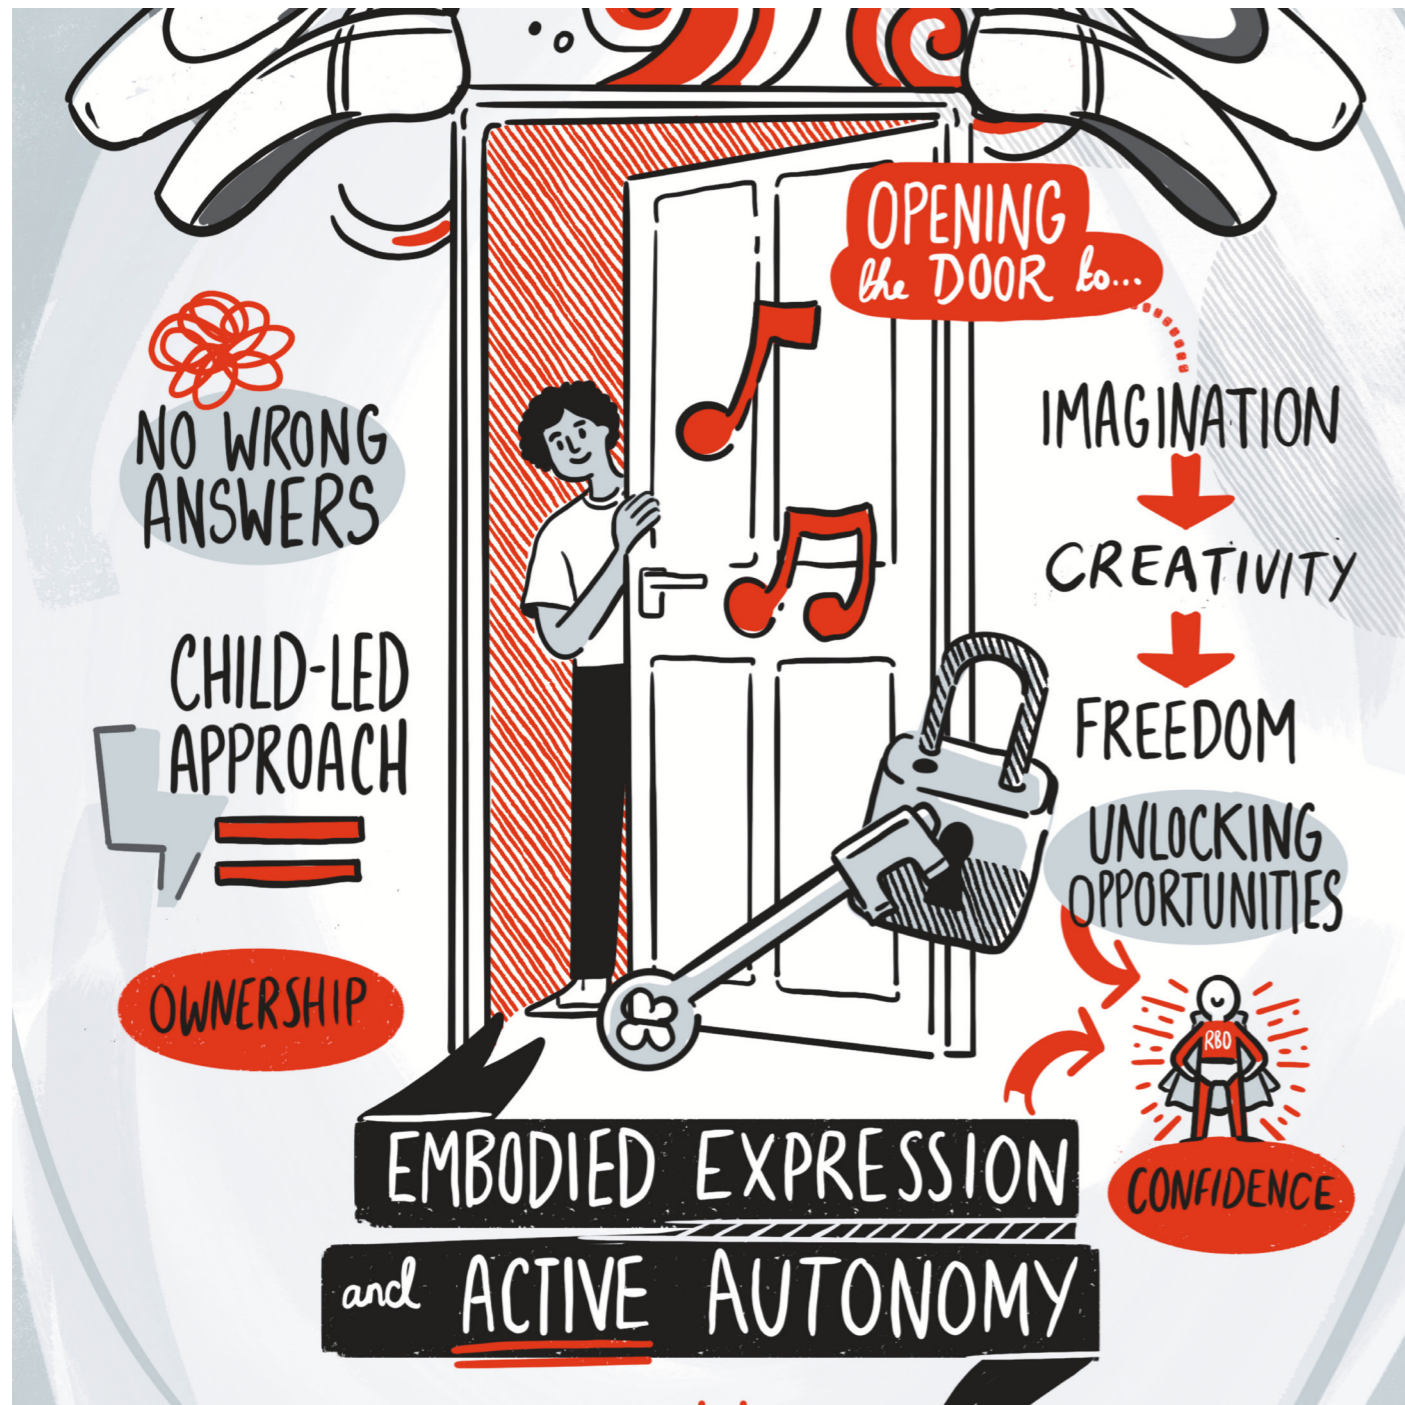 OPENING
the DOOR to...
NO WRONG
ANSWERS
CHILD-LED
APPROACH
OWNERSHIP
IMAGINATION
CREATIVITY
FREEDOM
UNLOCKING
OPPORTUNITIES
RBD
CONFIDENCE
EMBODIED EXPRESSION
and ACTIVE AUTONOMY